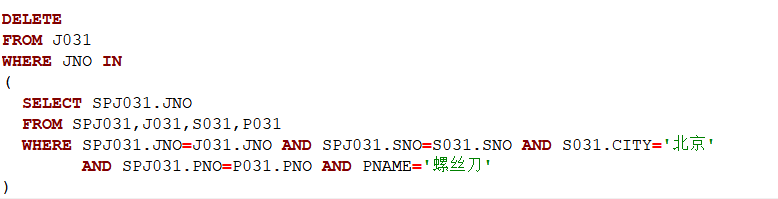 DELETE
FROM J031
WHERE JNO IN
(
  SELECT SPJ031.JNO
  FROM SPJ031,J031,S031,P031
  WHERE SPJ031.JNO=J031.JNO AND SPJ031.SNO=S031.SNO AND S031.CITY='北京'
        AND SPJ031.PNO=P031.PNO AND PNAME='螺丝刀'
)